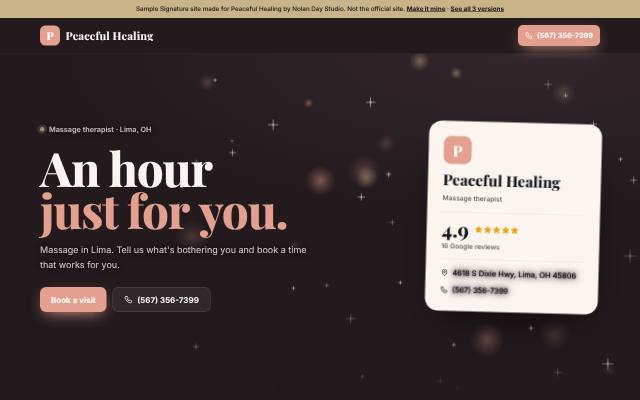 Sample Signature site made for Peaceful Healing by Nolan Day Studio. Not the official site. Make it mine · See all 3 versions
P Peaceful Healing
(567) 356-7399
Massage therapist · Lima, OH
An hour
just for you.
Massage in Lima. Tell us what's bothering you and book a time
that works for you.
Book a visit
(567) 356-7399
P
Peaceful Healing
Massage therapist
4.9 ★★★★★
16 Google reviews
4618 S Dixie Hwy, Lima, OH 45806
(567) 356-7399